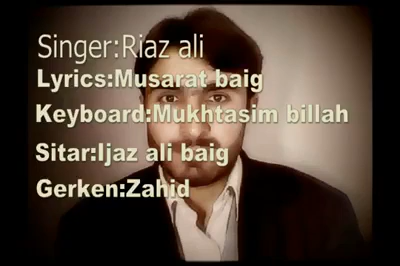 Singer:Riaz ali
Lyrics:Musarat baig
Keyboard:Mukhtasim billah
Sitar:Ijaz ali baig
Gerken:Zahid